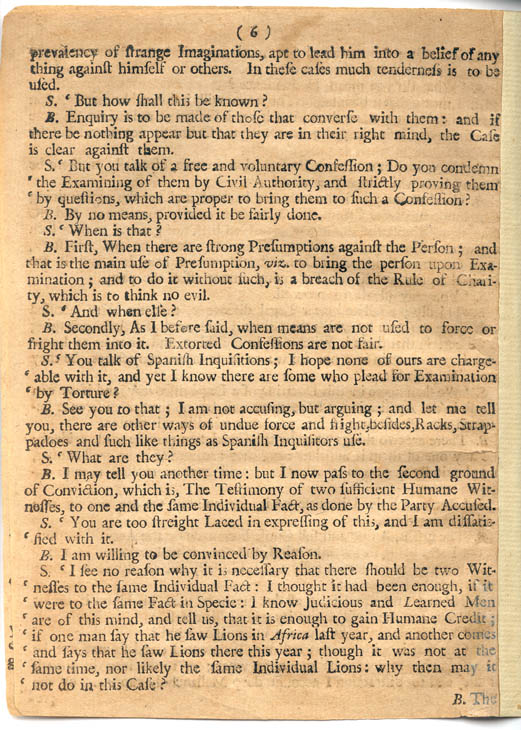 ( 6 )
prevalency of ſtrange Imaginations, apt to lead him into a belief of any
thing againſt himſelf or others. In theſe caſes much tenderneſs is to be
uſed.
S. ‘ But how ſhall this be known ?
B. Enquiry is to be made of thoſe that converſe with them : and if
there be nothing appear but that they are in their right mind, the Caſe
is clear againſt them.
S. ‘ But you talk of a free and voluntary Confeſſion ; Do you condemn
‘ the Examining of them by Civil Authority, and ſtrictly proving them
‘ by queſtions, which are proper to bring them to ſuch a Confeſſion ?
B. By no means, provided it be fairly done.
S. ‘ When is that ?
B. Firſt, When there are ſtrong Preſumptions againſt the Perſon ; and
that is the main uſe of Preſumption, viz. to bring the perſon upon Exa-
mination ; and to do it without ſuch, is a breach of the Rule of Chari-
ty, which is to think no evil.
S. ‘ And when elſe ?
B. Secondly, As I before ſaid, when means are not uſed to force or
fright them into it. Extorted Confeſſions are not fair.
S. ‘ You talk of Spaniſh Inquiſitions ; I hope none of ours are charge-
‘ able with it, and yet I know there are ſome who plead for Examination
‘ by Torture ?
B. See you to that ; I am not accuſing, but arguing ; and let me tell
you, there are other ways of undue force and fright,beſides,Racks,Strap-
padoes and ſuch like things as Spaniſh Inquiſitors uſe.
S. ‘ What are they ?
B. I may tell you another time : but I now paſs to the ſecond ground
of Conviction, which is, The Teſtimony of two ſufficient Humane Wit-
neſſes, to one and the ſame Individual Fact, as done by the Party Accuſed.
S. ‘ You are too ſtreight Laced in expreſſing of this, and I am diſſatis-
‘ fied with it.
B. I am willing to be convinced by Reaſon.
S. ‘ I ſee no reaſon why it is neceſſary that there ſhould be two Wit-
‘ neſſes to the ſame Individual Fact : I thought it had been enough, if it
‘ were to the ſame Fact in Specie : I know Judicious and Learned Men
‘ are of this mind, and tell us, that it is enough to gain Humane Credit ;
‘ if one man ſay that he ſaw Lions in Africa laſt year, and another comes
‘ and ſays that he ſaw Lions there this year ; though it was not at the
‘ ſame time, nor likely the ſame Individual Lions : why then may it
‘ not do in this Caſe ?
B. The